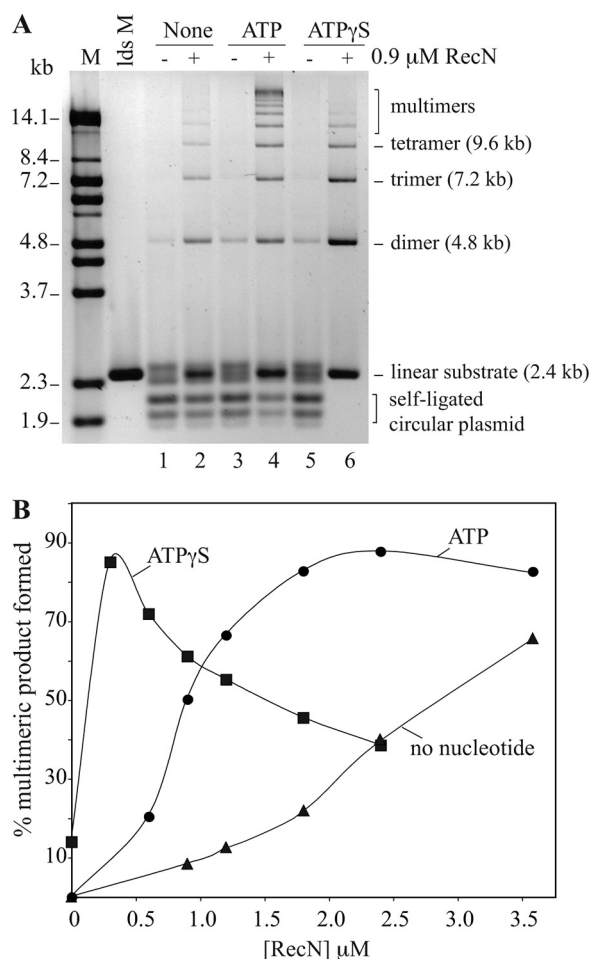 A
None ATP ATPγS
kb M lds M - + - + - + 0.9 μM RecN
14.1
multimers
tetramer (9.6 kb)
8.4
7.2
trimer (7.2 kb)
4.8
dimer (4.8 kb)
3.7
2.3
linear substrate (2.4 kb)
self-ligated
1.9
circular plasmid
1 2 3 4 5 6
B
90
ATPγS
ATP
70
50
no nucleotide
30
10
% multimeric product formed
0 0.5 1.0 1.5 2.0 2.5 3.0 3.5
[RecN] μM